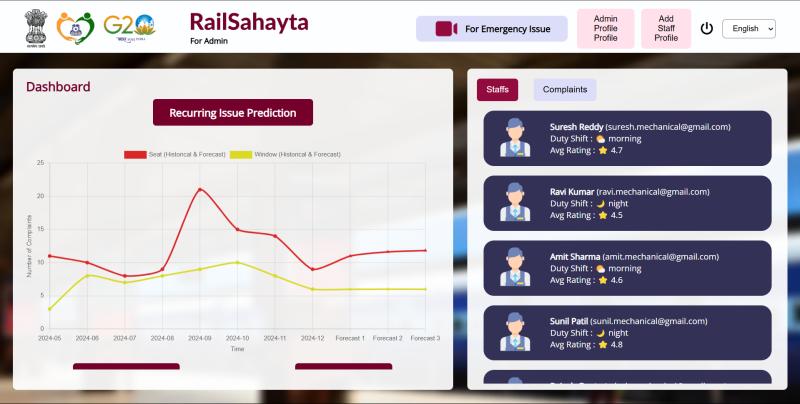 G20
RailSahayta
For Admin
For Emergency Issue
Admin
Profile
Profile
Add
Staff
Profile
English
Dashboard
Recurring Issue Prediction
Seat (Historical & Forecast)
Window (Historical & Forecast)
Number of Complaints
25
20
15
10
5
0
2024-05
2024-06
2024-07
2024-08
2024-09
2024-10
2024-11
2024-12
Forecast 1
Forecast 2
Forecast 3
Time
Staffs
Complaints
Suresh Reddy (suresh.mechanical@gmail.com)
Duty Shift : morning
Avg Rating : 4.7
Ravi Kumar (ravi.mechanical@gmail.com)
Duty Shift : night
Avg Rating : 4.5
Amit Sharma (amit.mechanical@gmail.com)
Duty Shift : morning
Avg Rating : 4.6
Sunil Patil (sunil.mechanical@gmail.com)
Duty Shift : night
Avg Rating : 4.8